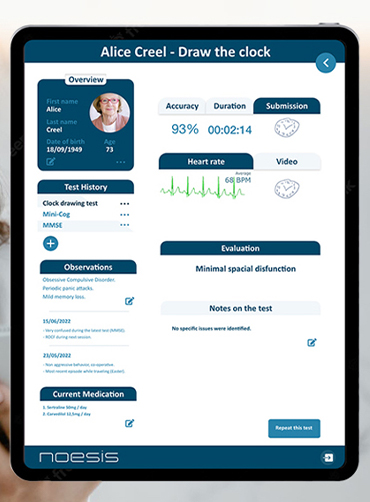 Alice Creel - Draw the clock
Overview
First name
Alice
Last name
Creel
Date of birth
Age
18/09/1949
73
Test History
Clock drawing test
Mini-Cog
MMSE
Observations
Obsessive Compulsive Disorder.
Periodic panic attacks.
Mild memory loss.
15/06/2022
- Very confused during the latest test (MMSE).
23/05/2022
- Non aggressive behavior, co-operative.
- Most recent episode while traveling (Easter).
Current Medication
1. Sertraline 50mg / day
2. Carvedilol 12,5mg / day
Accuracy
Duration
Submission
93%
00:02:14
Heart rate
Video
Average
68 BPM
Evaluation
Minimal spacial disfunction
Notes on the test
No specific issues were identified.
Repeat this test
noesis